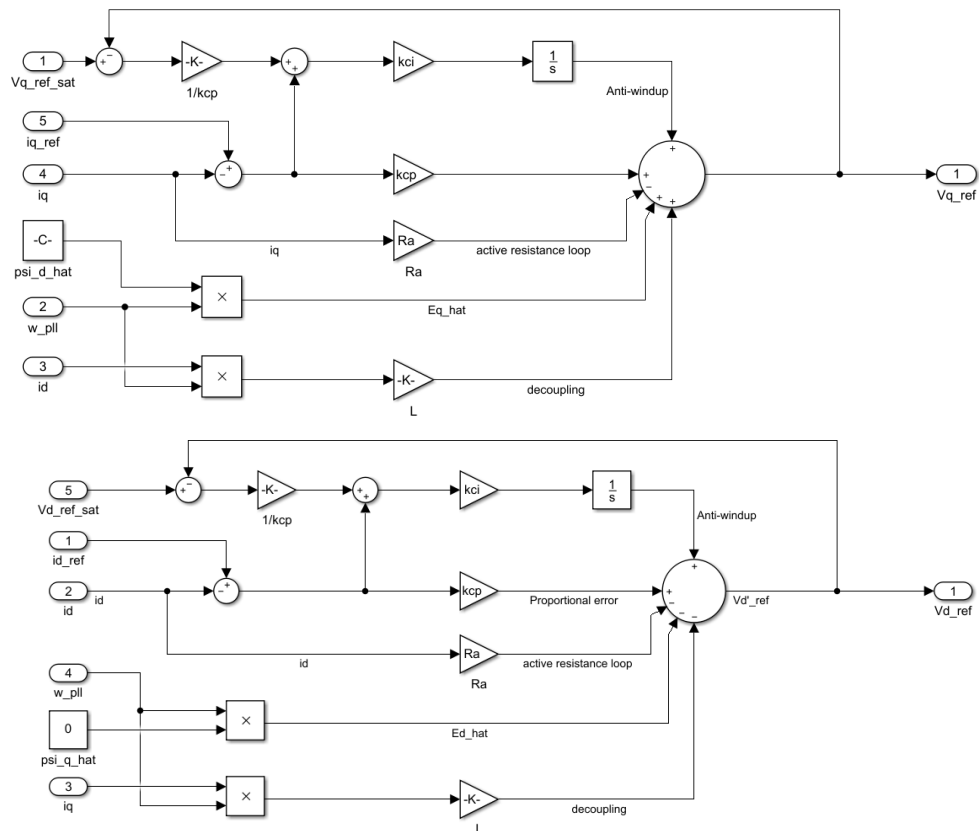 1
Vq_ref_sat
-K-
1/kcp
kci
1
s
Anti-windup
5
iq_ref
4
iq
kcp
1
Vq_ref
iq
Ra
Ra
active resistance loop
-C-
psi_d_hat
×
Eq_hat
2
w_pll
3
id
×
-K-
L
decoupling
5
Vd_ref_sat
-K-
1/kcp
kci
1
s
Anti-windup
1
id_ref
2
id
id
kcp
Proportional error
Vd'_ref
1
Vd_ref
id
Ra
Ra
active resistance loop
4
w_pll
0
psi_q_hat
×
Ed_hat
3
iq
×
-K-
decoupling